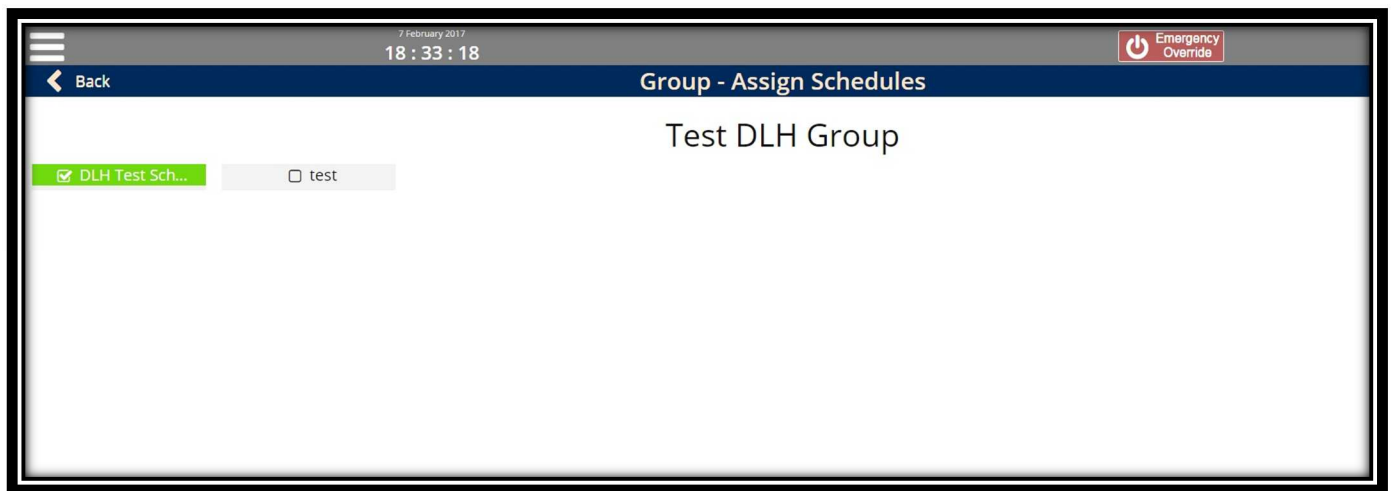 7 February 2017
18 : 33 : 18
Emergency
Override
Back
Group - Assign Schedules
Test DLH Group
DLH Test Sch...
test